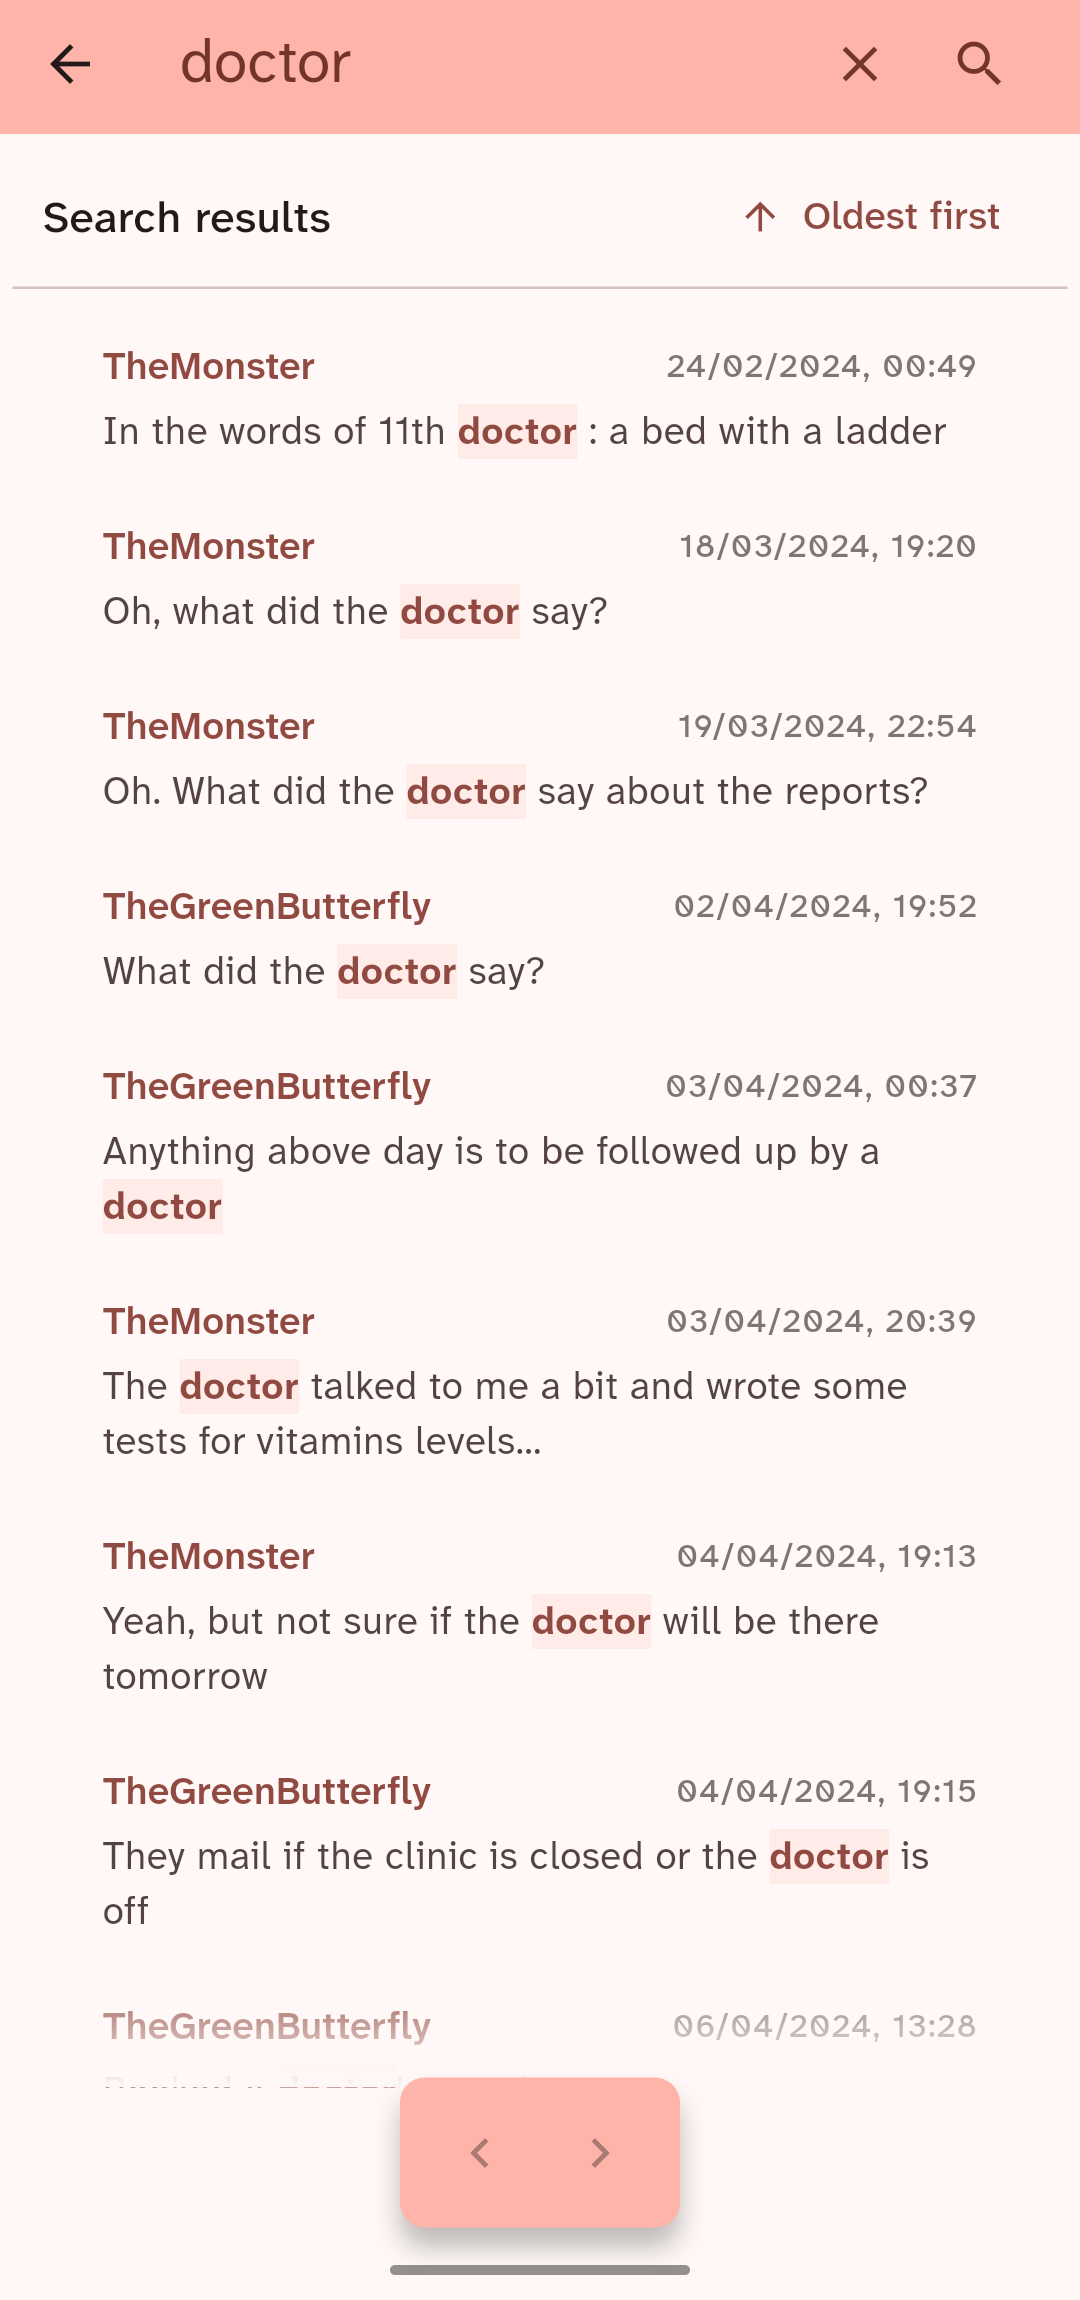 doctor
Search results
Oldest first
TheMonster
24/02/2024, 00:49
In the words of 11th doctor : a bed with a ladder
TheMonster
18/03/2024, 19:20
Oh, what did the doctor say?
TheMonster
19/03/2024, 22:54
Oh. What did the doctor say about the reports?
TheGreenButterfly
02/04/2024, 19:52
What did the doctor say?
TheGreenButterfly
03/04/2024, 00:37
Anything above day is to be followed up by a
doctor
TheMonster
03/04/2024, 20:39
The doctor talked to me a bit and wrote some
tests for vitamins levels...
TheMonster
04/04/2024, 19:13
Yeah, but not sure if the doctor will be there
tomorrow
TheGreenButterfly
04/04/2024, 19:15
They mail if the clinic is closed or the doctor is
off
TheGreenButterfly
06/04/2024, 13:28